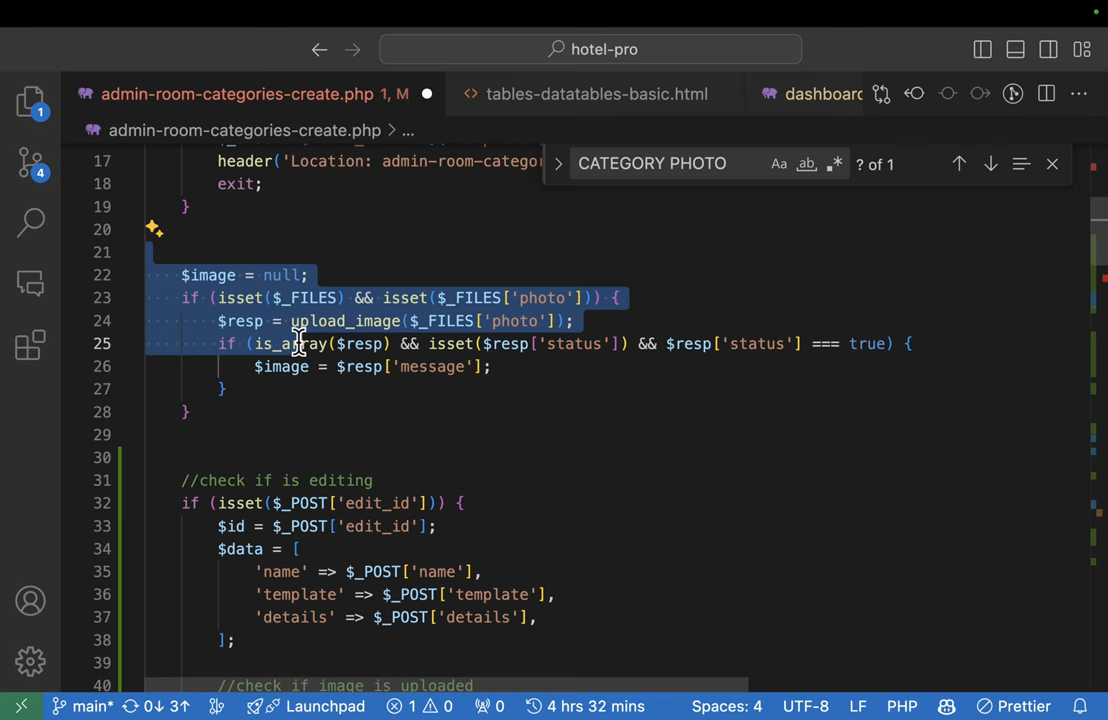 hotel-pro
admin-room-categories-create.php 1, M
tables-datatables-basic.html
dashboard
admin-room-categories-create.php > ...
CATEGORY PHOTO
Aa
ab
.*
? of 1
17 header('Location: admin-room-catego
18 exit;
19 }
20
21
22 $image = null;
23 if (isset($_FILES) && isset($_FILES['photo'])) {
24 $resp = upload_image($_FILES['photo']);
25 if (is_array($resp) && isset($resp['status']) && $resp['status'] === true) {
26 $image = $resp['message'];
27 }
28 }
29
30
31 //check if is editing
32 if (isset($_POST['edit_id'])) {
33 $id = $_POST['edit_id'];
34 $data = [
35 'name' => $_POST['name'],
36 'template' => $_POST['template'],
37 'details' => $_POST['details'],
38 ];
39
40 //check if image is uploaded
1
4
main* 0↓ 3↑ Launchpad 1 0 0 4 hrs 32 mins Spaces: 4 UTF-8 LF PHP Prettier